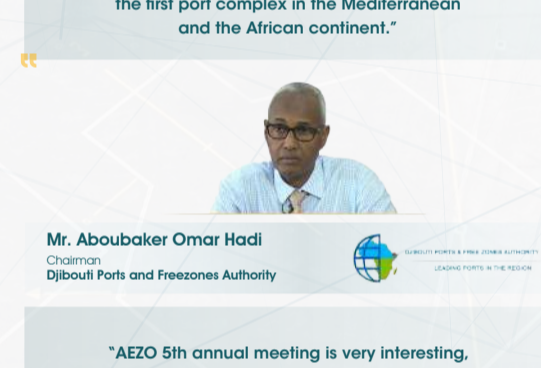 the first port complex in the Mediterranean
and the African continent.”
Mr. Aboubaker Omar Hadi
Chairman
Djibouti Ports and Freezones Authority
DJIBOUTI PORTS & FREE ZONES AUTHORITY
LEADING PORTS IN THE REGION
“AEZO 5th annual meeting is very interesting,